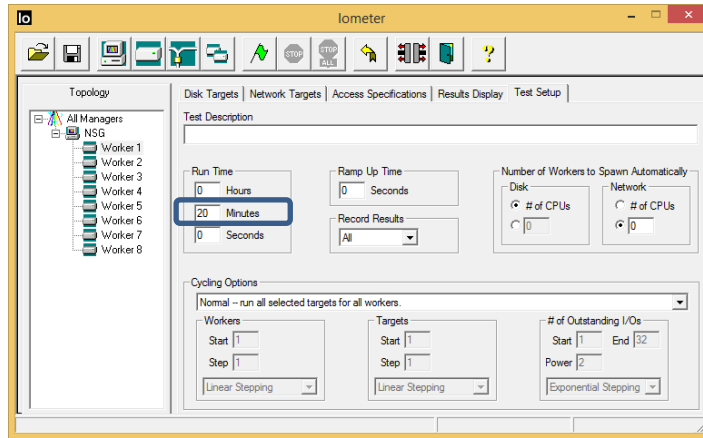 Io Iometer
STOP STOP ALL ?
Topology
Disk Targets Network Targets Access Specifications Results Display Test Setup
All Managers
NSG
Worker 1
Worker 2
Worker 3
Worker 4
Worker 5
Worker 6
Worker 7
Worker 8
Test Description
Run Time
0 Hours
20 Minutes
0 Seconds
Ramp Up Time
0 Seconds
Record Results
All
Number of Workers to Spawn Automatically
Disk
# of CPUs
0
Network
# of CPUs
0
Cycling Options
Normal -- run all selected targets for all workers.
Workers
Start 1
Step 1
Linear Stepping
Targets
Start 1
Step 1
Linear Stepping
# of Outstanding I/Os
Start 1 End 32
Power 2
Exponential Stepping